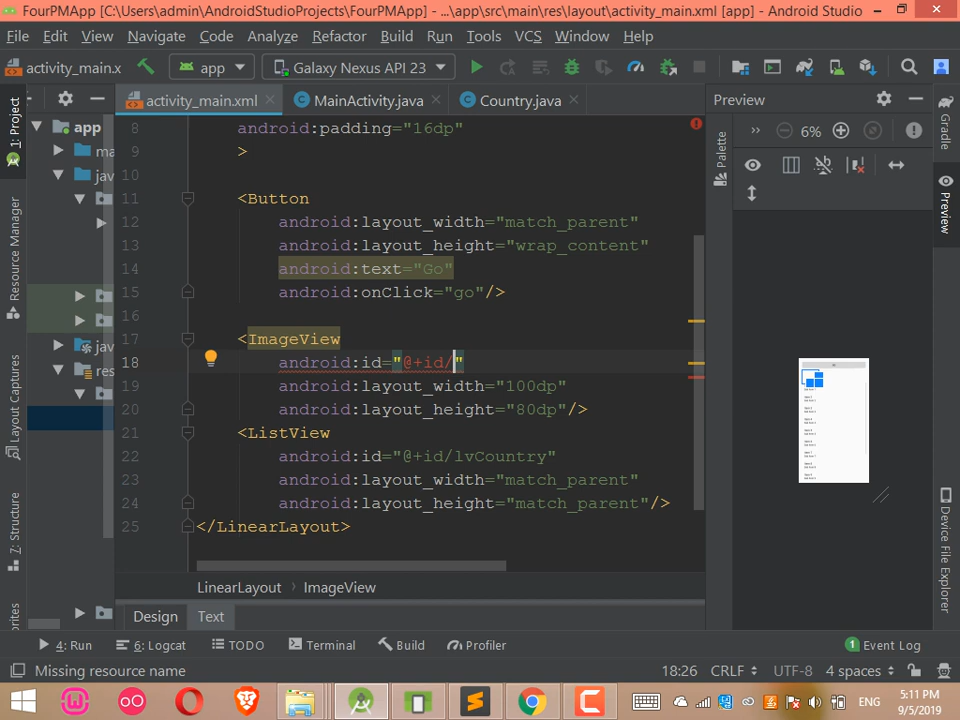 FourPMApp [C:\Users\admin\AndroidStudioProjects\FourPMApp] - ...\app\src\main\res\layout\activity_main.xml [app] - Android Studio
File Edit View Navigate Code Analyze Refactor Build Run Tools VCS Window Help
activity_main.x app Galaxy Nexus API 23
1: Project
activity_main.xml MainActivity.java Country.java
Preview
app
ma
jav
jav
res
Resource Manager
Layout Captures
7: Structure
orites
8 android:padding="16dp"
9 >
10
11 <Button
12 android:layout_width="match_parent"
13 android:layout_height="wrap_content"
14 android:text="Go"
15 android:onClick="go"/>
16
17 <ImageView
18 android:id="@+id/"
19 android:layout_width="100dp"
20 android:layout_height="80dp"/>
21 <ListView
22 android:id="@+id/lvCountry"
23 android:layout_width="match_parent"
24 android:layout_height="match_parent"/>
25 </LinearLayout>
LinearLayout › ImageView
Design Text
Palette
6%
Gradle
Preview
Device File Explorer
4: Run 6: Logcat TODO Terminal Build Profiler 1 Event Log
Missing resource name 18:26 CRLF UTF-8 4 spaces
ENG
5:11 PM
9/5/2019